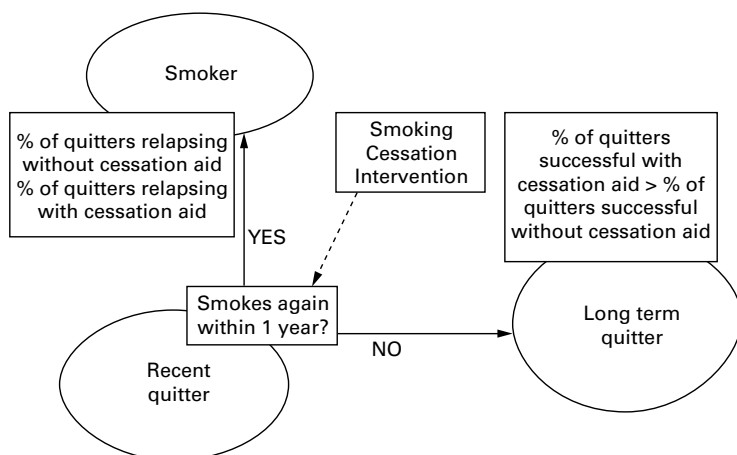 Smoker
% of quitters relapsing
without cessation aid
% of quitters relapsing
with cessation aid
Smoking
Cessation
Intervention
% of quitters
successful with
cessation aid > % of
quitters successful
without cessation aid
YES
Smokes again
within 1 year?
NO
Long term
quitter
Recent
quitter